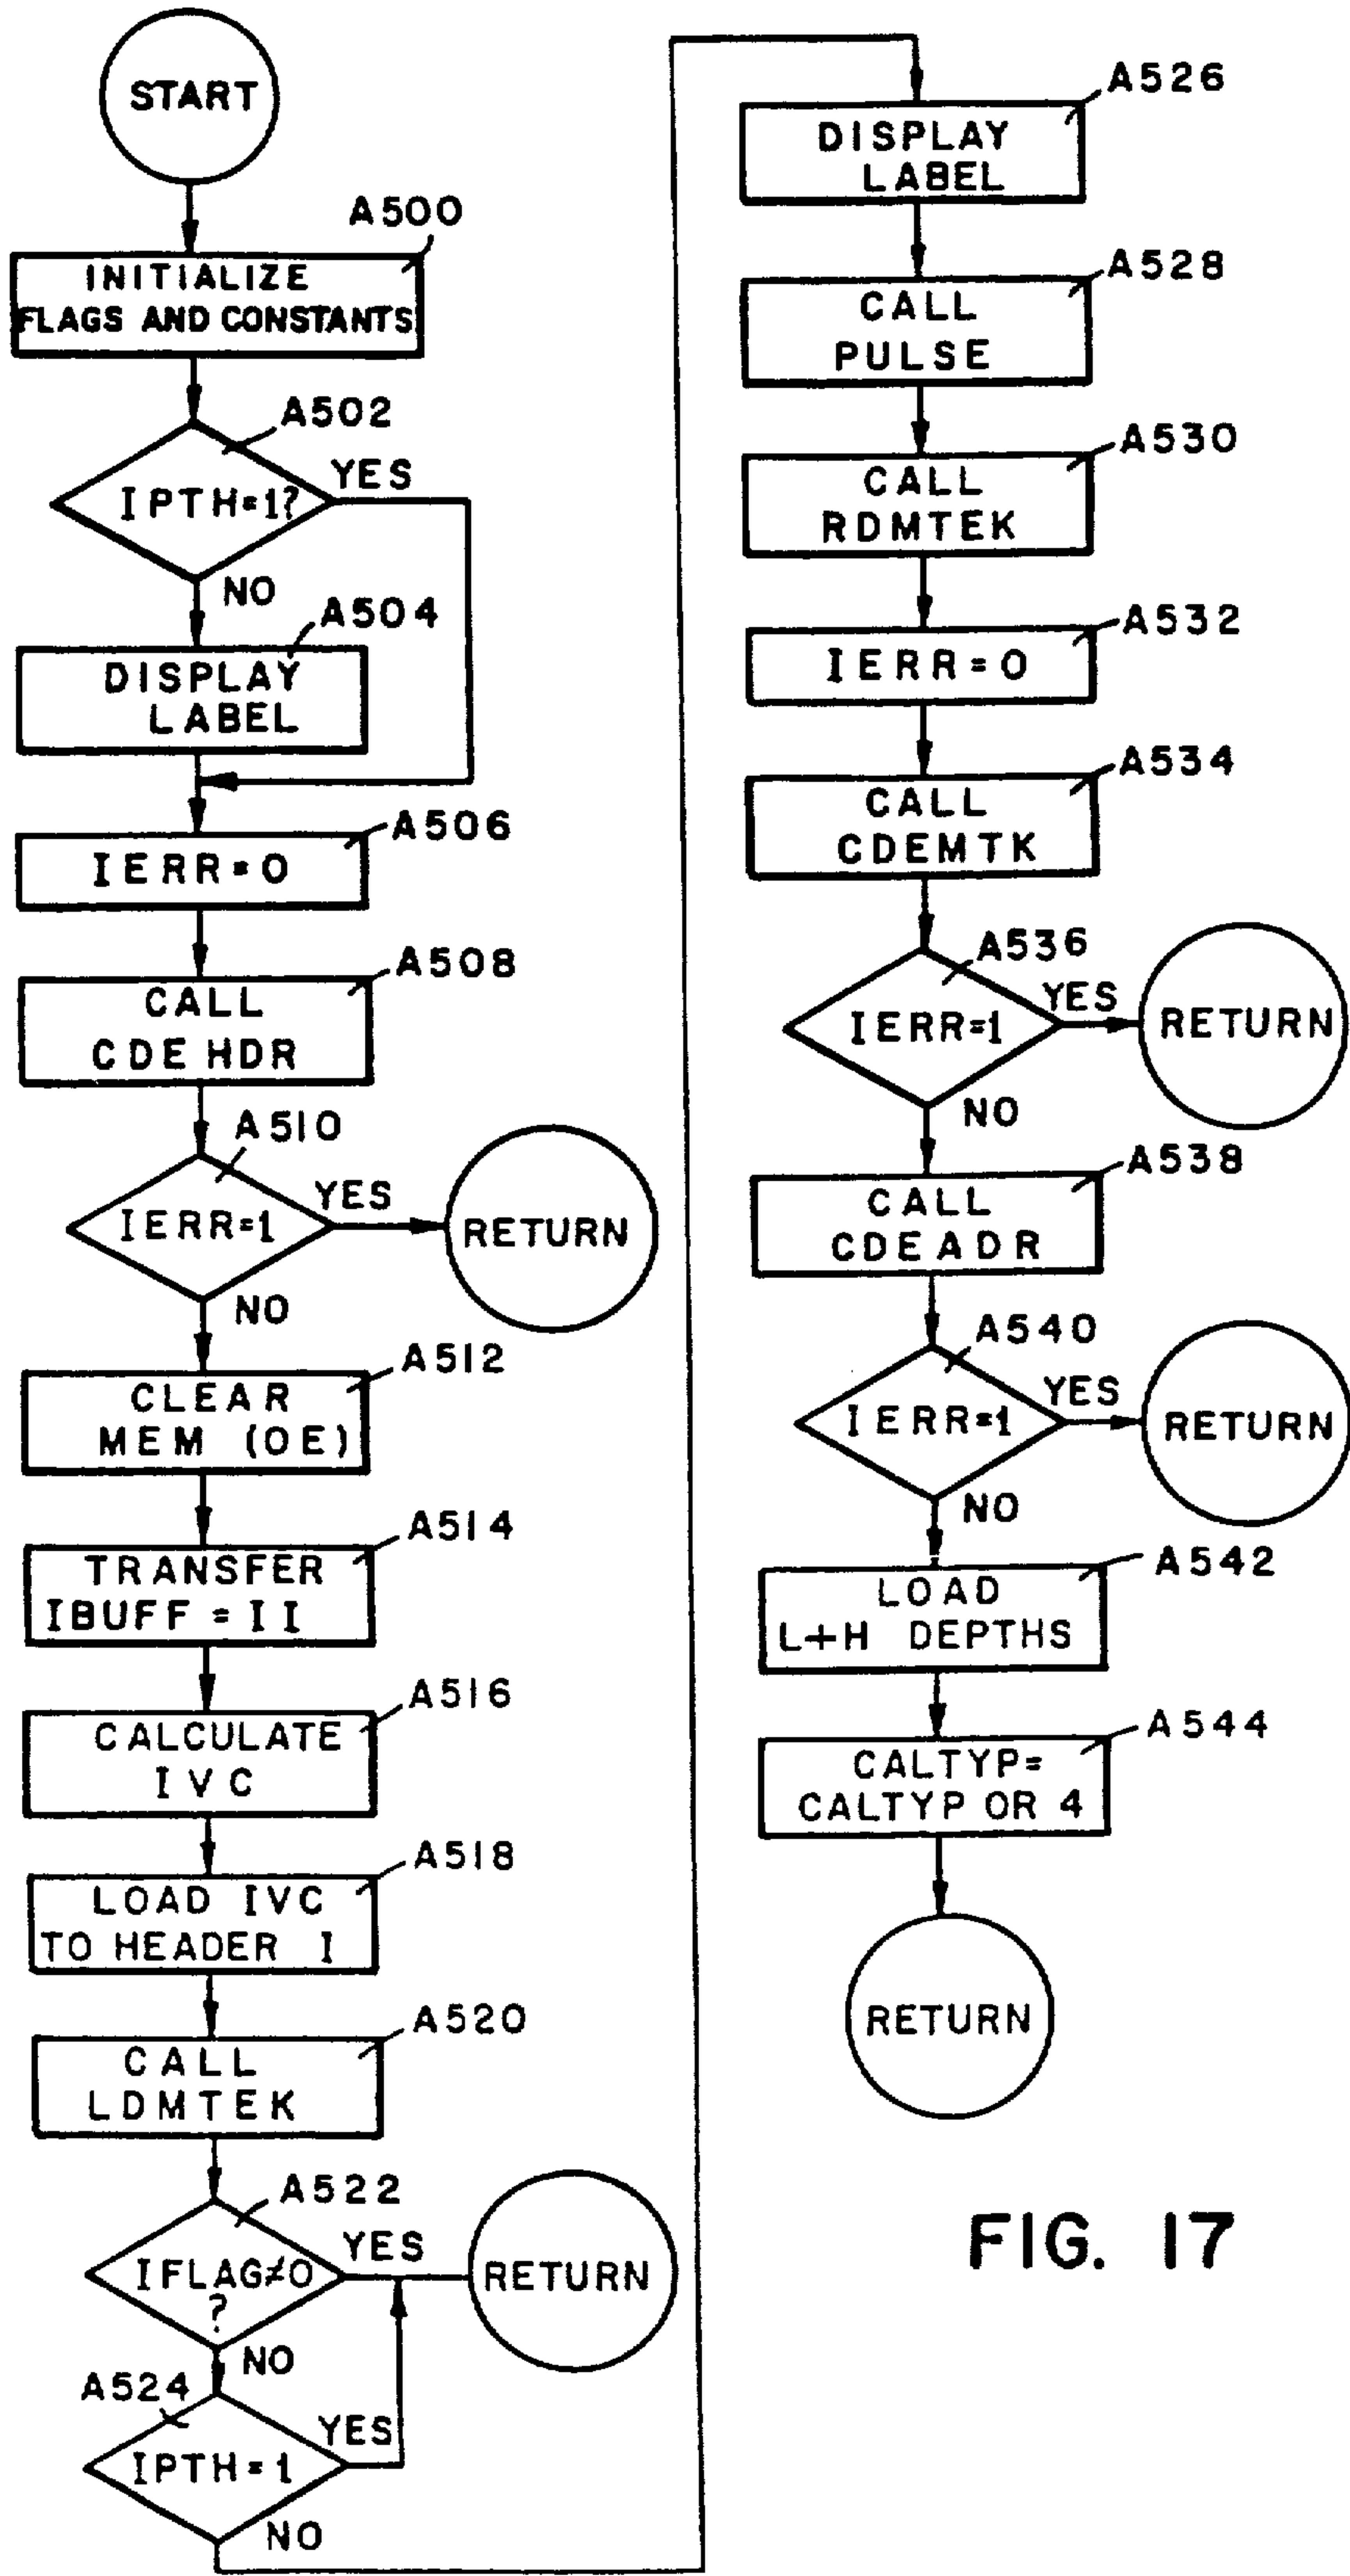 START
A500
INITIALIZE
FLAGS AND CONSTANTS
A502
IPTH=1?
YES
NO
A504
DISPLAY
LABEL
A506
IERR=0
A508
CALL
CDEHDR
A510
IERR=1
YES
RETURN
NO
A512
CLEAR
MEM (OE)
A514
TRANSFER
IBUFF = II
A516
CALCULATE
IVC
A518
LOAD IVC
TO HEADER I
A520
CALL
LDMTEK
A522
IFLAG≠0
?
YES
RETURN
NO
A524
IPTH=1
YES
NO
A526
DISPLAY
LABEL
A528
CALL
PULSE
A530
CALL
RDMTEK
A532
IERR=0
A534
CALL
CDEMTK
A536
IERR=1
YES
RETURN
NO
A538
CALL
CDEADR
A540
IERR=1
YES
RETURN
NO
A542
LOAD
L+H DEPTHS
A544
CALTYP=
CALTYP OR 4
RETURN
FIG. 17